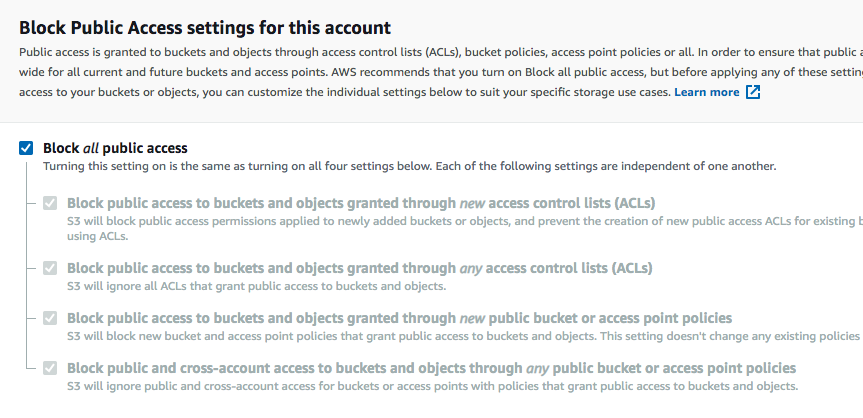 Block Public Access settings for this account
Public access is granted to buckets and objects through access control lists (ACLs), bucket policies, access point policies or all. In order to ensure that public
wide for all current and future buckets and access points. AWS recommends that you turn on Block all public access, but before applying any of these
access to your buckets or objects, you can customize the individual settings below to suit your specific storage use cases. Learn more
Block all public access
Turning this setting on is the same as turning on all four settings below. Each of the following settings are independent of one another.
Block public access to buckets and objects granted through new access control lists (ACLs)
S3 will block public access permissions applied to newly added buckets or objects, and prevent the creation of new public access ACLs for existing
using ACLs.
Block public access to buckets and objects granted through any access control lists (ACLs)
S3 will ignore all ACLs that grant public access to buckets and objects.
Block public access to buckets and objects granted through new public bucket or access point policies
S3 will block new bucket and access point policies that grant public access to buckets and objects. This setting doesn't change any existing policies
Block public and cross-account access to buckets and objects through any public bucket or access point policies
S3 will ignore public and cross-account access for buckets or access points with policies that grant public access to buckets and objects.